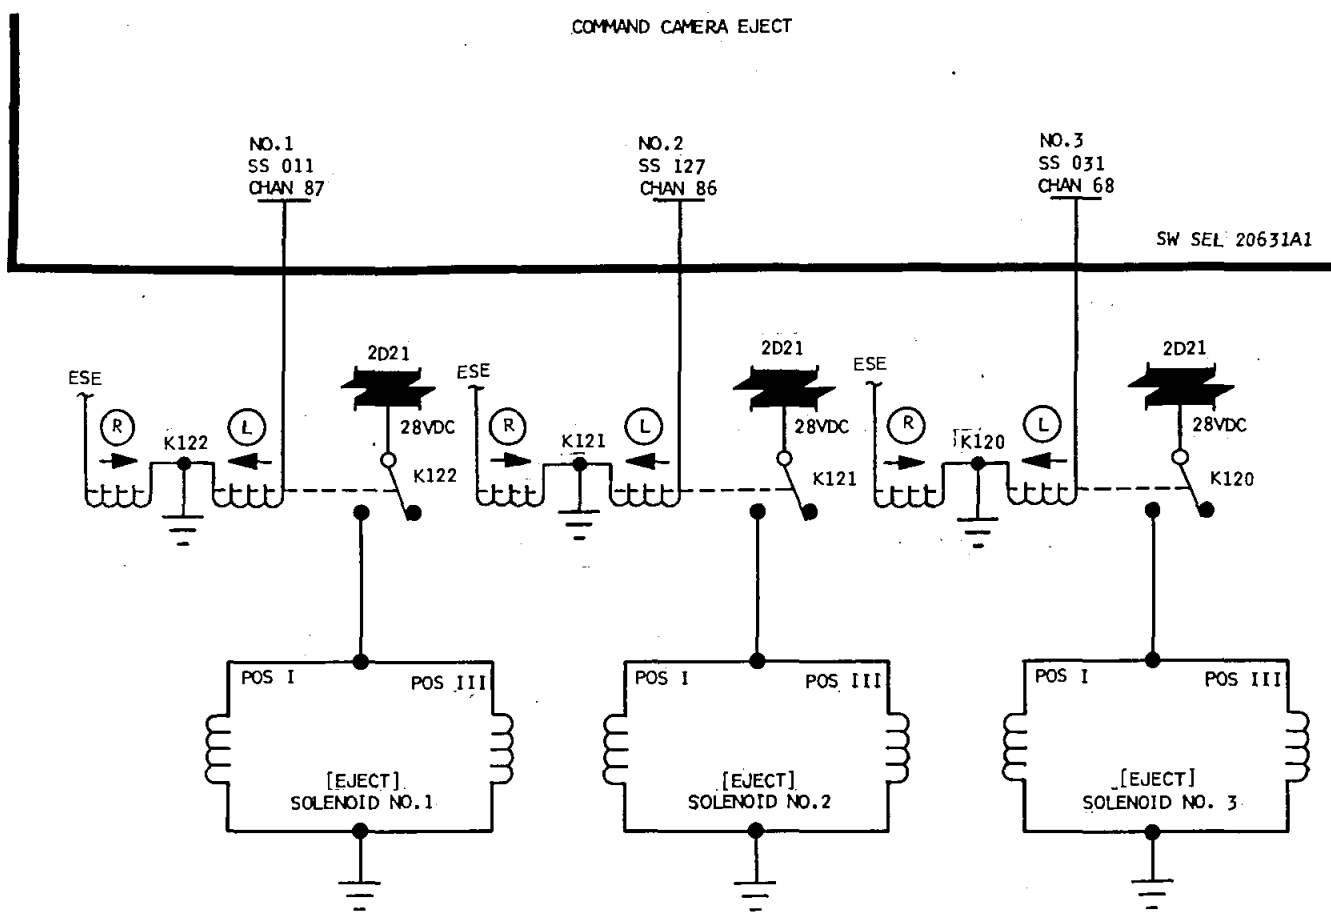 COMMAND CAMERA EJECT
NO.1
SS 011
CHAN 87
NO.2
SS 127
CHAN 86
NO.3
SS 031
CHAN 68
SW SEL 20631A1
ESE
R
K122
L
2D21
28VDC
K122
ESE
R
K121
L
2D21
28VDC
K121
ESE
R
K120
L
2D21
28VDC
K120
POS I
POS III
[EJECT]
SOLENOID NO.1
POS I
POS III
[EJECT]
SOLENOID NO.2
POS I
POS III
[EJECT]
SOLENOID NO. 3